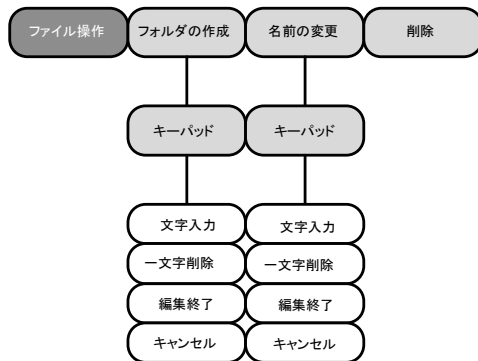 ファイル操作
フォルダの作成
名前の変更
削除
キーパッド
キーパッド
文字入力
文字入力
一文字削除
一文字削除
編集終了
編集終了
キャンセル
キャンセル